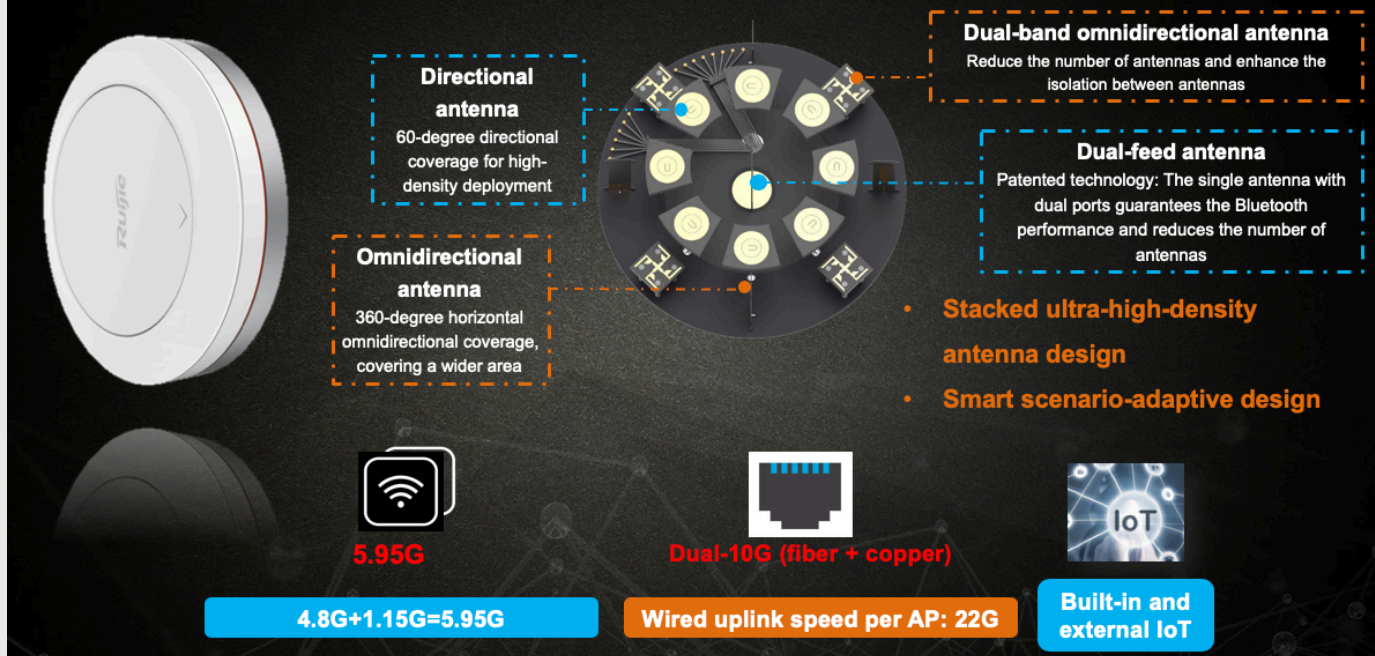 Ruijie
Directional
antenna
60-degree directional
coverage for high-
density deployment
Omnidirectional
antenna
360-degree horizontal
omnidirectional coverage,
covering a wider area
Dual-band omnidirectional antenna
Reduce the number of antennas and enhance the
isolation between antennas
Dual-feed antenna
Patented technology: The single antenna with
dual ports guarantees the Bluetooth
performance and reduces the number of
antennas
• Stacked ultra-high-density
antenna design
• Smart scenario-adaptive design
5.95G
Dual-10G (fiber + copper)
IoT
4.8G+1.15G=5.95G
Wired uplink speed per AP: 22G
Built-in and
external IoT